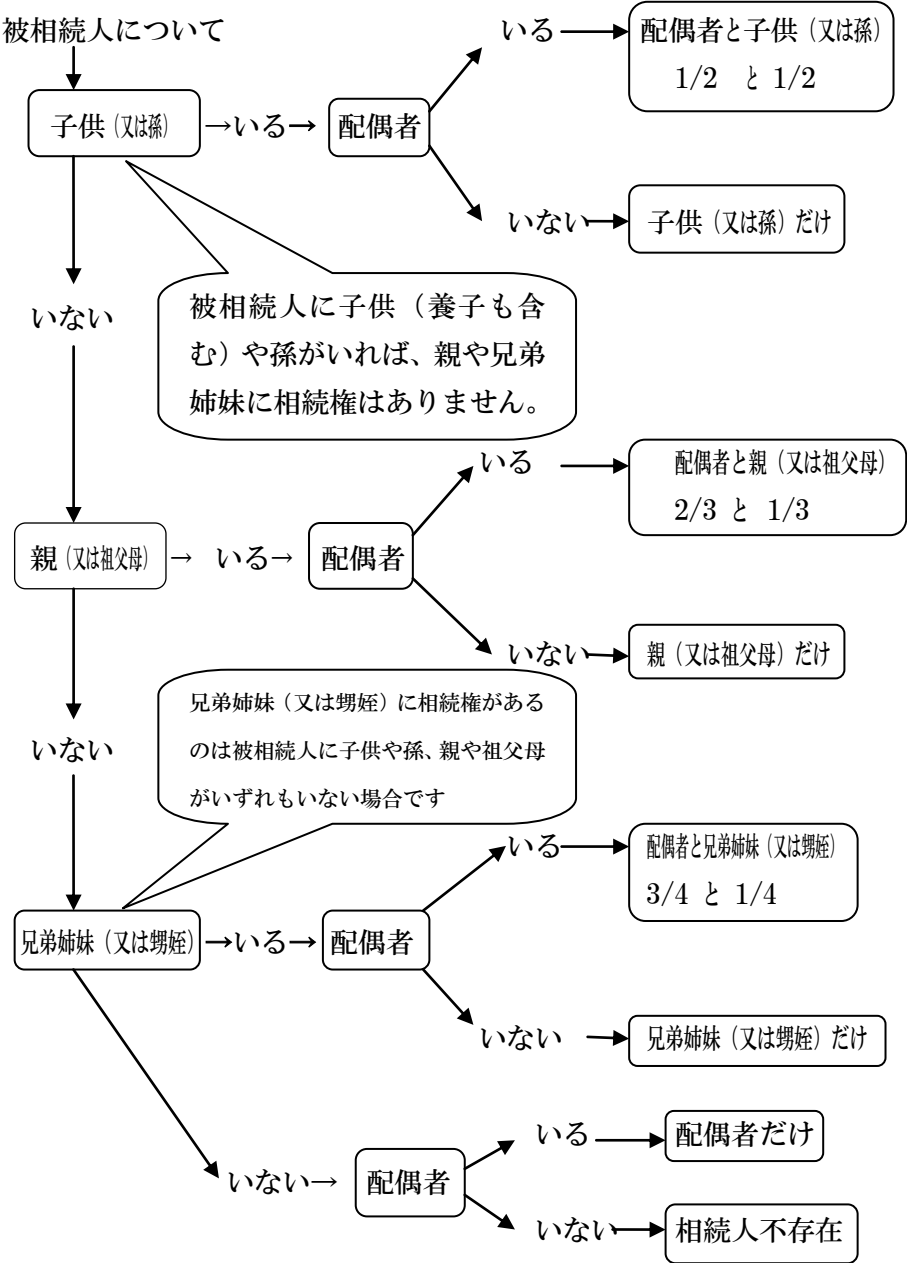 被相続人について
子供（又は孫）
→いる→
配偶者
いる
配偶者と子供（又は孫）
1/2 と 1/2
いない
子供（又は孫）だけ
被相続人に子供（養子も含
む）や孫がいれば、親や兄弟
姉妹に相続権はありません。
いない
親（又は祖父母）
→ いる→
配偶者
いる
配偶者と親（又は祖父母）
2/3 と 1/3
いない
親（又は祖父母）だけ
兄弟姉妹（又は甥姪）に相続権がある
のは被相続人に子供や孫、親や祖父母
がいずれもいない場合です
いない
兄弟姉妹（又は甥姪）
→いる→
配偶者
いる
配偶者と兄弟姉妹（又は甥姪）
3/4 と 1/4
いない
兄弟姉妹（又は甥姪）だけ
いない→
配偶者
いる
配偶者だけ
いない
相続人不存在